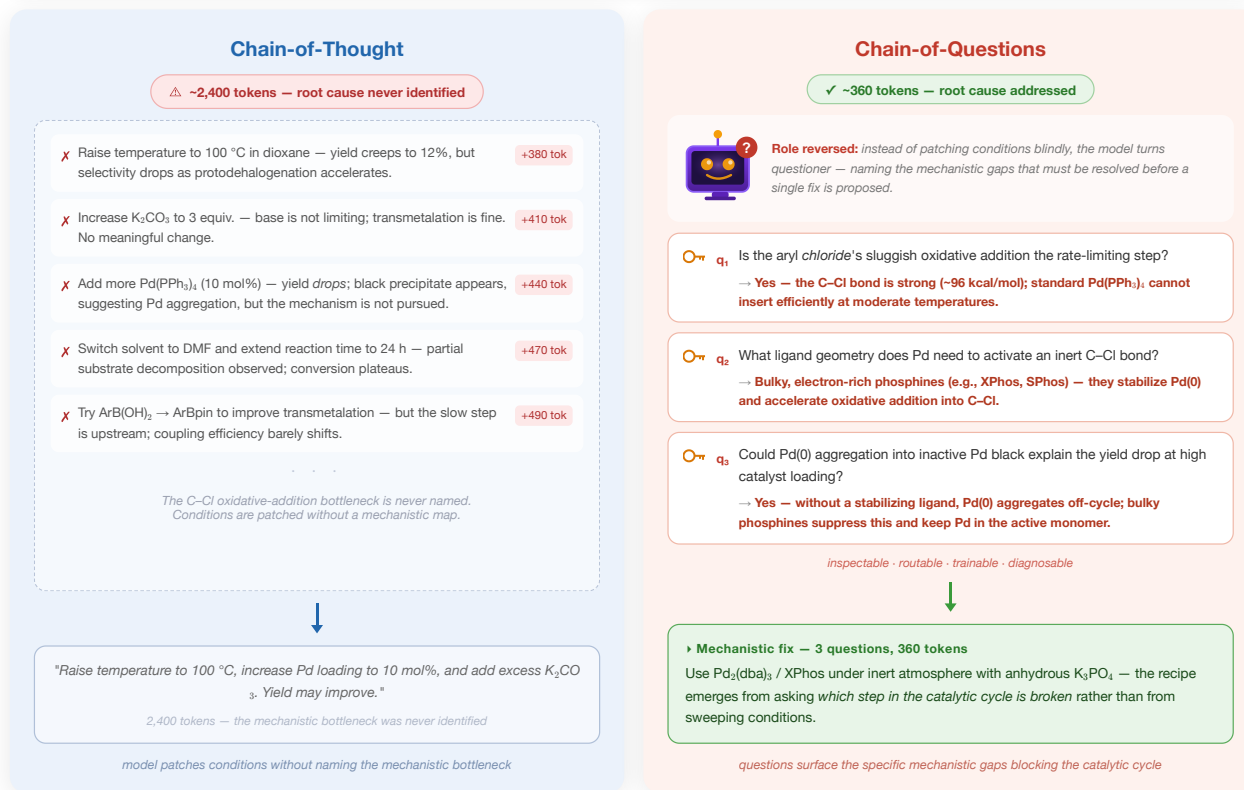 Chain-of-Thought
⚠ ~2,400 tokens — root cause never identified
✗ Raise temperature to 100 °C in dioxane — yield creeps to 12%, but
selectivity drops as protodehalogenation accelerates.
+380 tok
✗ Increase K₂CO₃ to 3 equiv. — base is not limiting; transmetalation is fine.
No meaningful change.
+410 tok
✗ Add more Pd(PPh₃)₄ (10 mol%) — yield drops; black precipitate appears,
suggesting Pd aggregation, but the mechanism is not pursued.
+440 tok
✗ Switch solvent to DMF and extend reaction time to 24 h — partial
substrate decomposition observed; conversion plateaus.
+470 tok
✗ Try ArB(OH)₂ → ArBpin to improve transmetalation — but the slow step
is upstream; coupling efficiency barely shifts.
+490 tok
. . .
The C–Cl oxidative-addition bottleneck is never named.
Conditions are patched without a mechanistic map.
"Raise temperature to 100 °C, increase Pd loading to 10 mol%, and add excess K₂CO
₃. Yield may improve."
2,400 tokens — the mechanistic bottleneck was never identified
model patches conditions without naming the mechanistic bottleneck
Chain-of-Questions
✓ ~360 tokens — root cause addressed
?
Role reversed: instead of patching conditions blindly, the model turns
questioner — naming the mechanistic gaps that must be resolved before a
single fix is proposed.
q₁ Is the aryl chloride's sluggish oxidative addition the rate-limiting step?
→ Yes — the C–Cl bond is strong (~96 kcal/mol); standard Pd(PPh₃)₄ cannot
insert efficiently at moderate temperatures.
q₂ What ligand geometry does Pd need to activate an inert C–Cl bond?
→ Bulky, electron-rich phosphines (e.g., XPhos, SPhos) — they stabilize Pd(0)
and accelerate oxidative addition into C–Cl.
q₃ Could Pd(0) aggregation into inactive Pd black explain the yield drop at high
catalyst loading?
→ Yes — without a stabilizing ligand, Pd(0) aggregates off-cycle; bulky
phosphines suppress this and keep Pd in the active monomer.
inspectable · routable · trainable · diagnosable
Mechanistic fix — 3 questions, 360 tokens
Use Pd₂(dba)₃ / XPhos under inert atmosphere with anhydrous K₃PO₄ — the recipe
emerges from asking which step in the catalytic cycle is broken rather than from
sweeping conditions.
questions surface the specific mechanistic gaps blocking the catalytic cycle